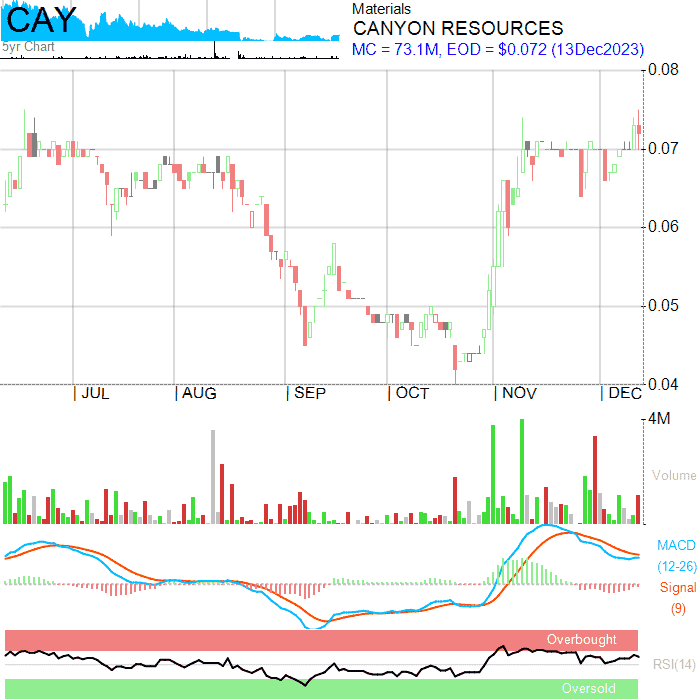 CAY
5yr Chart
Materials
CANYON RESOURCES
MC = 73.1M, EOD = $0.072 (13Dec2023)
0.08
0.07
0.06
0.05
0.04
JUL AUG SEP OCT NOV DEC
4M
Volume
MACD
(12-26)
Signal
(9)
Overbought
RSI(14)
Oversold